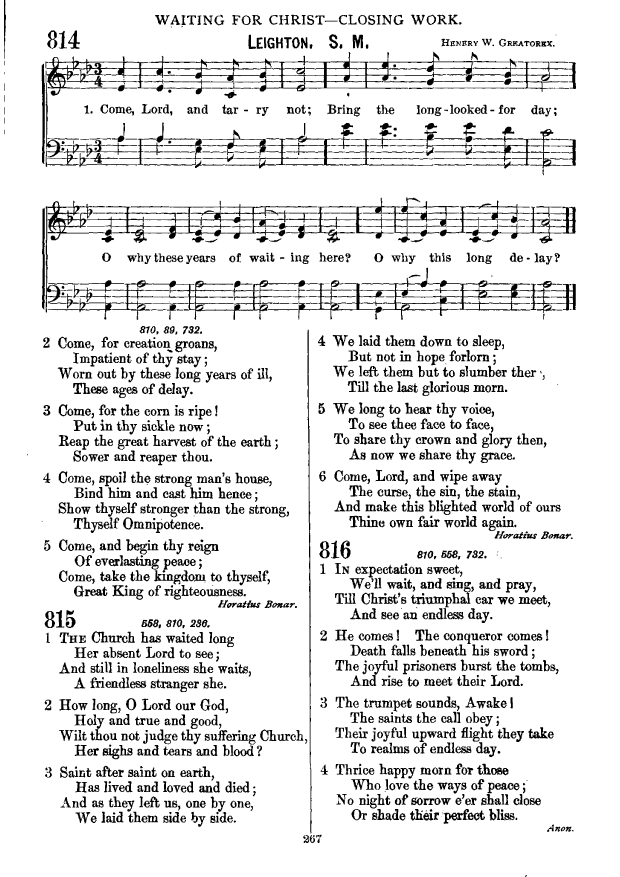 WAITING FOR CHRIST—CLOSING WORK.
814
LEIGHTON. S. M.
HENERY W. GREATOREX.
1. Come, Lord, and tar - ry not; Bring the long - looked - for day;
O why these years of wait - ing here? O why this long de - lay?
810, 89, 732.
2 Come, for creation groans,
Impatient of thy stay;
Worn out by these long years of ill,
These ages of delay.
3 Come, for the corn is ripe!
Put in thy sickle now;
Reap the great harvest of the earth;
Sower and reaper thou.
4 Come, spoil the strong man's house,
Bind him and cast him hence;
Show thyself stronger than the strong,
Thyself Omnipotence.
5 Come, and begin thy reign
Of everlasting peace;
Come, take the kingdom to thyself,
Great King of righteousness.
Horatius Bonar.
815
558, 810, 236.
1 THE Church has waited long
Her absent Lord to see;
And still in loneliness she waits,
A friendless stranger she.
2 How long, O Lord our God,
Holy and true and good,
Wilt thou not judge thy suffering Church,
Her sighs and tears and blood?
3 Saint after saint on earth,
Has lived and loved and died;
And as they left us, one by one,
We laid them side by side.
4 We laid them down to sleep,
But not in hope forlorn;
We left them but to slumber ther,
Till the last glorious morn.
5 We long to hear thy voice,
To see thee face to face,
To share thy crown and glory then,
As now we share thy grace.
6 Come, Lord, and wipe away
The curse, the sin, the stain,
And make this blighted world of ours
Thine own fair world again.
Horatius Bonar.
816
810, 558, 732.
1 IN expectation sweet,
We'll wait, and sing, and pray,
Till Christ's triumphal car we meet,
And see an endless day.
2 He comes! The conqueror comes!
Death falls beneath his sword;
The joyful prisoners burst the tombs,
And rise to meet their Lord.
3 The trumpet sounds, Awake!
The saints the call obey;
Their joyful upward flight they take
To realms of endless day.
4 Thrice happy morn for those
Who love the ways of peace;
No night of sorrow e'er shall close
Or shade their perfect bliss.
Anon.
267